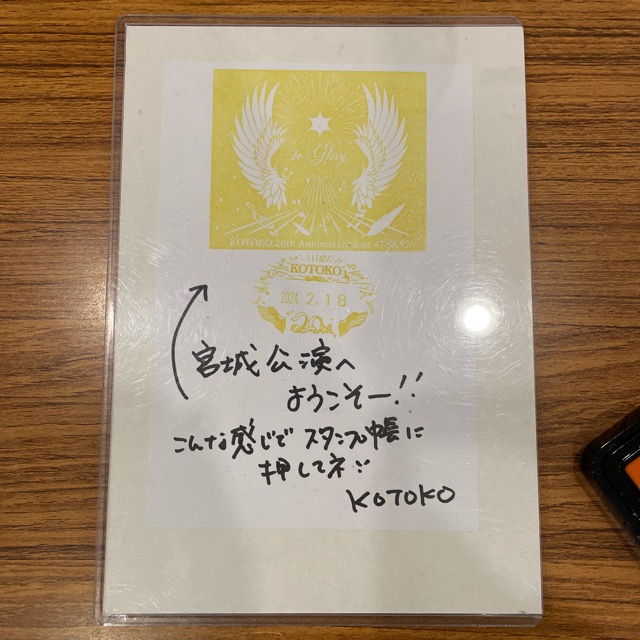 to Glory
KOTOKO 20th Anniversary tour
KOTOKO
2024.2.18
20th
宮城公演へ
ようこそー!!
こんな感じでスタンプ帳に
押してネ
KOTOKO